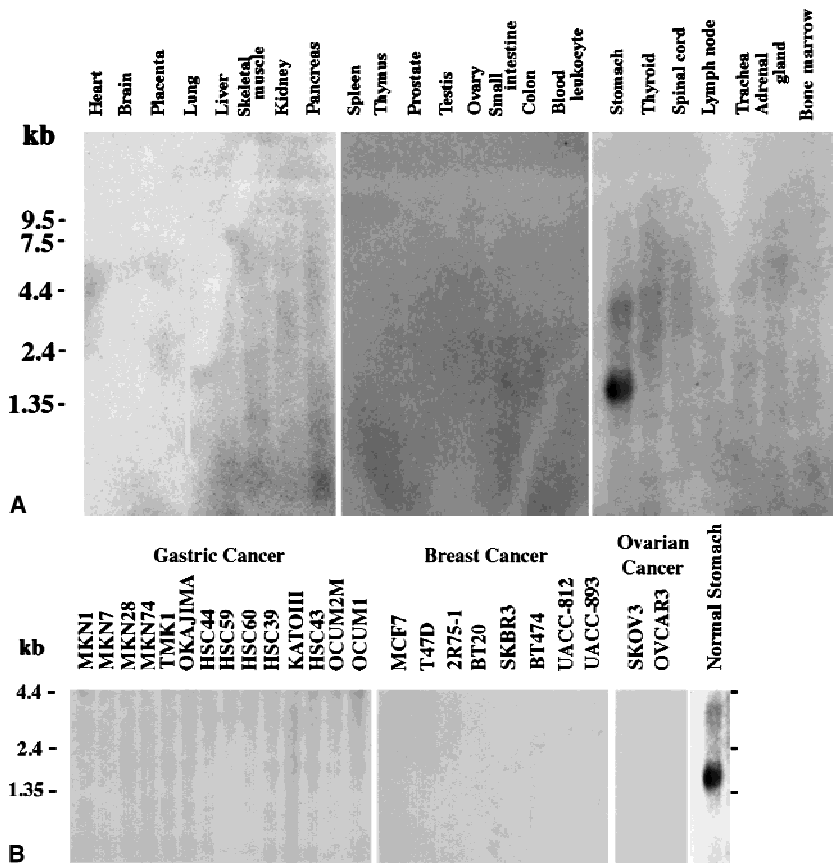 Heart
Brain
Placenta
Lung
Liver
Skeletal
muscle
Kidney
Pancreas
Spleen
Thymus
Prostate
Testis
Ovary
Small
intestine
Colon
Blood
leukocyte
Stomach
Thyroid
Spinal cord
Lymph node
Trachea
Adrenal
gland
Bone marrow
kb
9.5 -
7.5 -
4.4 -
2.4 -
1.35 -
A
Gastric Cancer
Breast Cancer
Ovarian
Cancer
MKN1
MKN7
MKN28
MKN74
TMK1
OKAJIMA
HSC44
HSC59
HSC60
HSC39
KATOIII
HSC43
OCUM2M
OCUM1
MCF7
T47D
2R75-1
BT20
SKBR3
BT474
UACC-812
UACC-893
SKOV3
OVCAR3
Normal Stomach
kb
4.4 -
2.4 -
1.35 -
B